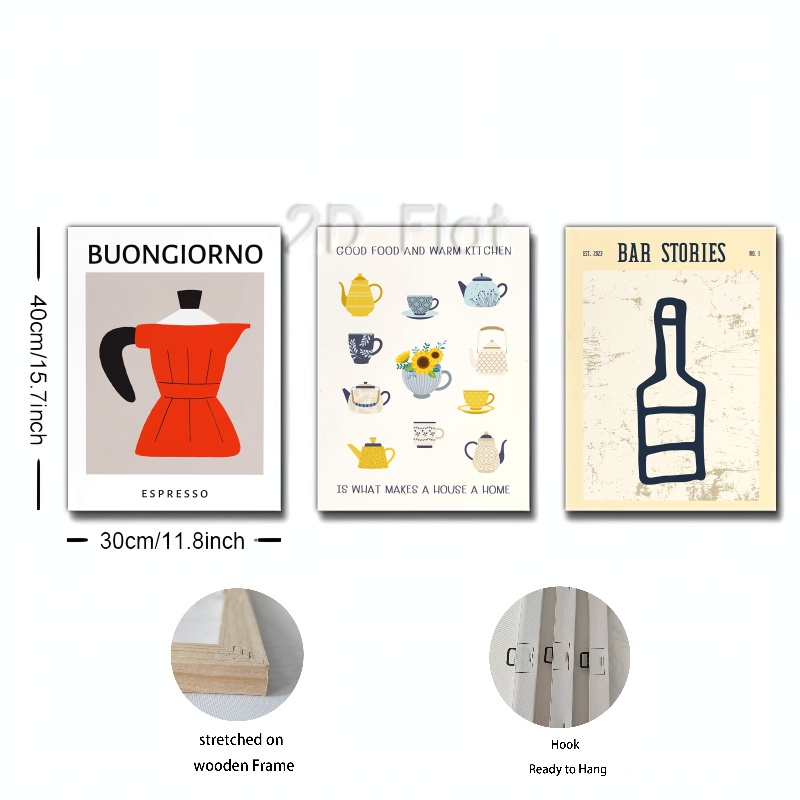 2D Flat
BUONGIORNO
ESPRESSO
GOOD FOOD AND WARM KITCHEN
IS WHAT MAKES A HOUSE A HOME
EST. 2023
BAR STORIES
NO. 1
40cm/15.7inch
30cm/11.8inch
stretched on
wooden Frame
Hook
Ready to Hang